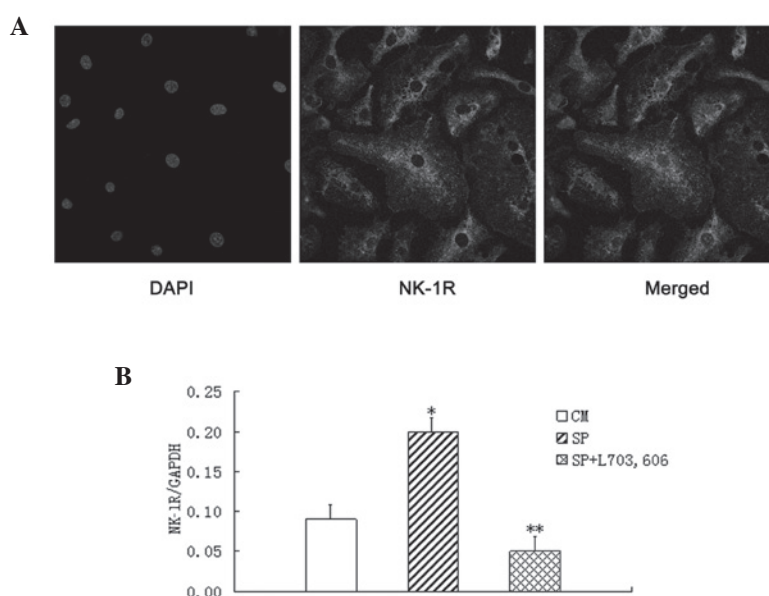 A
DAPI NK-1R Merged
B
NK-1R/GAPDH
0.25
0.20
0.15
0.10
0.05
0.00
*
**
CM
SP
SP+L703,606